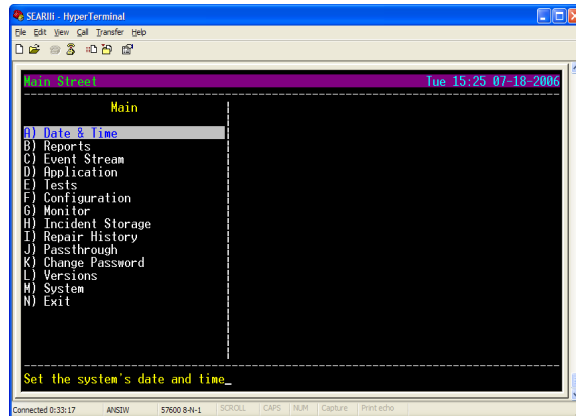 SEARIIi - HyperTerminal
File Edit View Call Transfer Help
Main Street Tue 15:25 07-18-2006
Main
A) Date & Time
B) Reports
C) Event Stream
D) Application
E) Tests
F) Configuration
G) Monitor
H) Incident Storage
I) Repair History
J) Passthrough
K) Change Password
L) Versions
M) System
N) Exit
Set the system's date and time_
Connected 0:33:17 ANSIW 57600 8-N-1 SCROLL CAPS NUM Capture Print echo